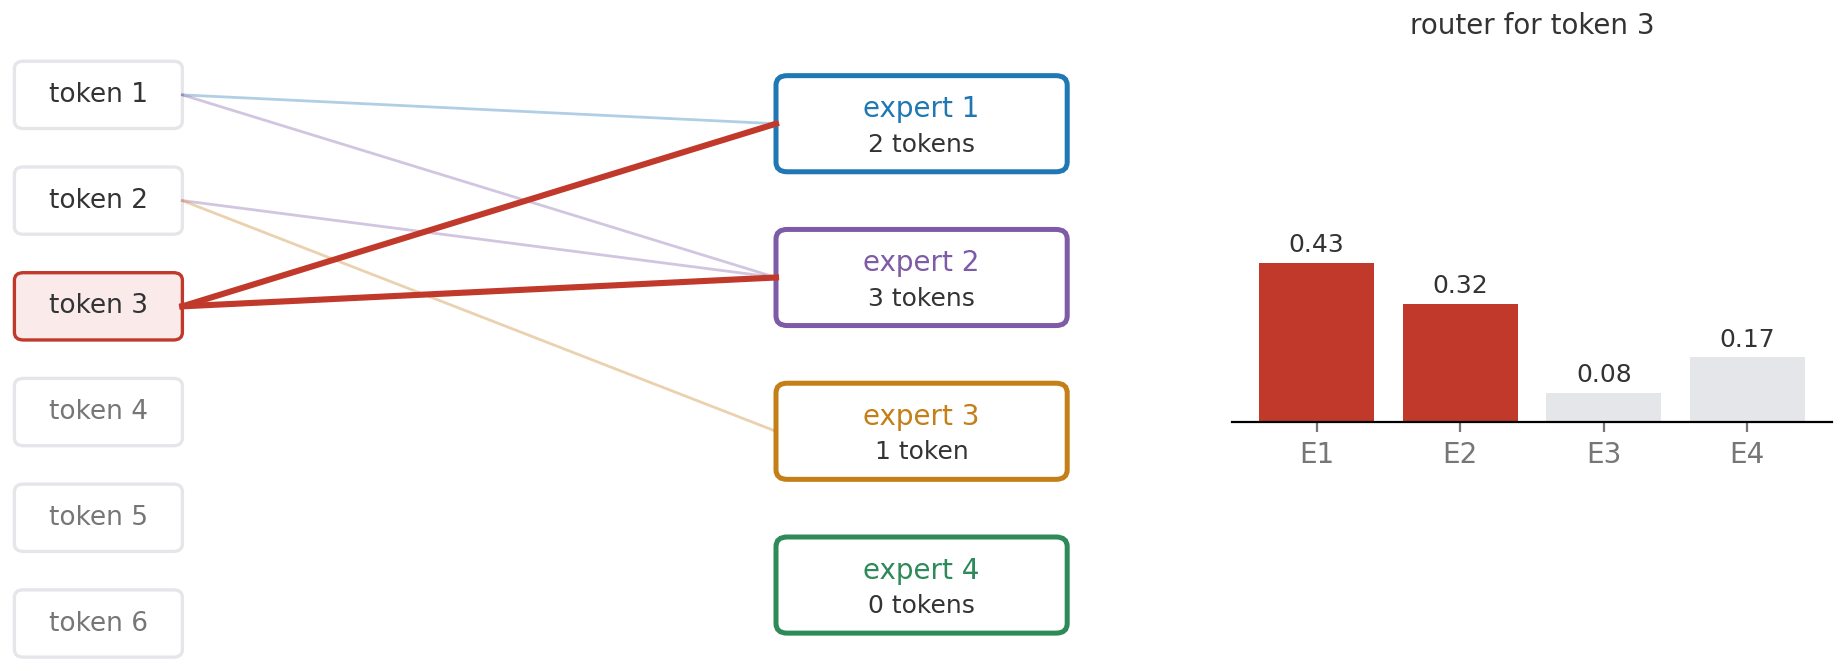 router for token 3
token 1
token 2
token 3
token 4
token 5
token 6
expert 1
2 tokens
expert 2
3 tokens
expert 3
1 token
expert 4
0 tokens
0.43
0.32
0.08
0.17
E1
E2
E3
E4